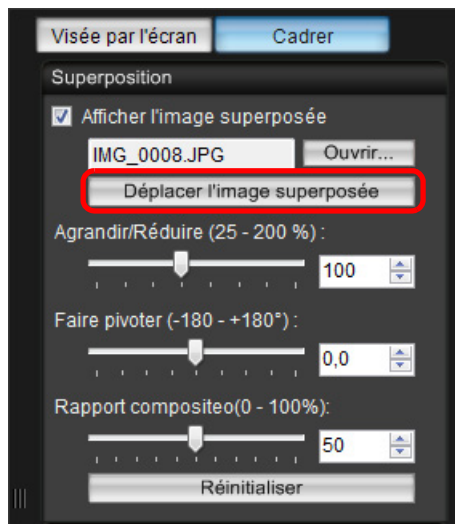 Visée par l'écran Cadrer
Superposition
Afficher l'image superposée
IMG_0008.JPG Ouvrir...
Déplacer l'image superposée
Agrandir/Réduire (25 - 200 %) :
100
Faire pivoter (-180 - +180°) :
0,0
Rapport compositeo(0 - 100%):
50
Réinitialiser